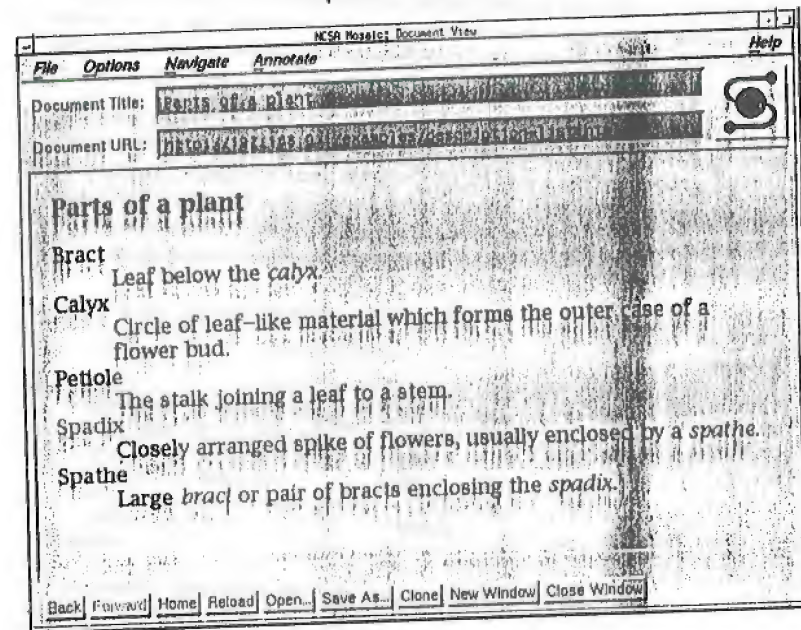 NCSA Mosaic: Document View
File Options Navigate Annotate Help
Document Title: Parts of a plant
Document URL:
Parts of a plant
Bract
Leaf below the calyx.
Calyx
Circle of leaf-like material which forms the outer case of a
flower bud.
Petiole
The stalk joining a leaf to a stem.
Spadix
Closely arranged spike of flowers, usually enclosed by a spathe.
Spathe
Large bract or pair of bracts enclosing the spadix.
Back Forward Home Reload Open... Save As... Clone New Window Close Window